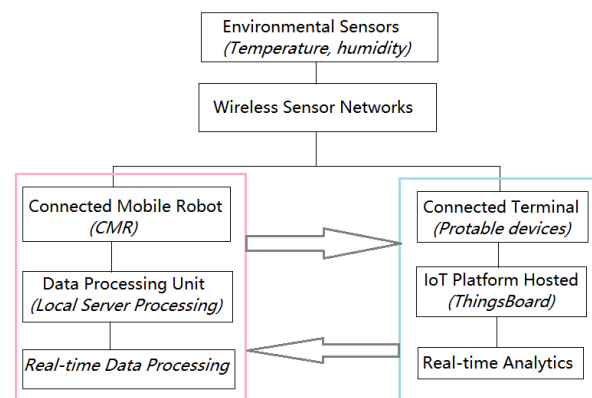 Environmental Sensors
(Temperature, humidity)
Wireless Sensor Networks
Connected Mobile Robot
(CMR)
Data Processing Unit
(Local Server Processing)
Real-time Data Processing
Connected Terminal
(Protable devices)
IoT Platform Hosted
(ThingsBoard)
Real-time Analytics